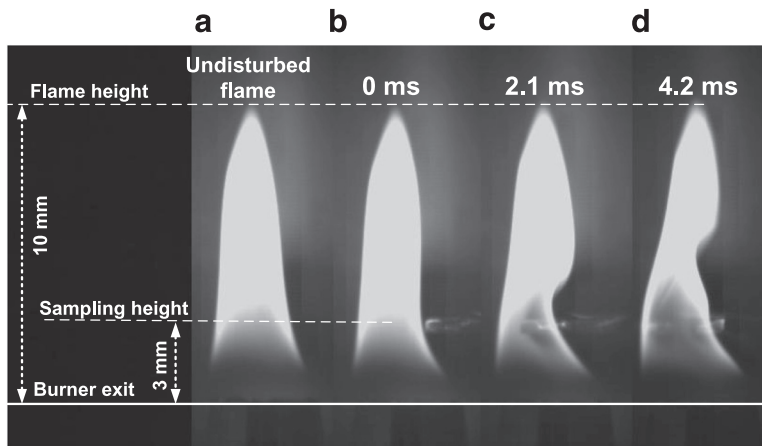 a
b
c
d
Undisturbed
flame
0 ms
2.1 ms
4.2 ms
Flame height
10 mm
Sampling height
3 mm
Burner exit